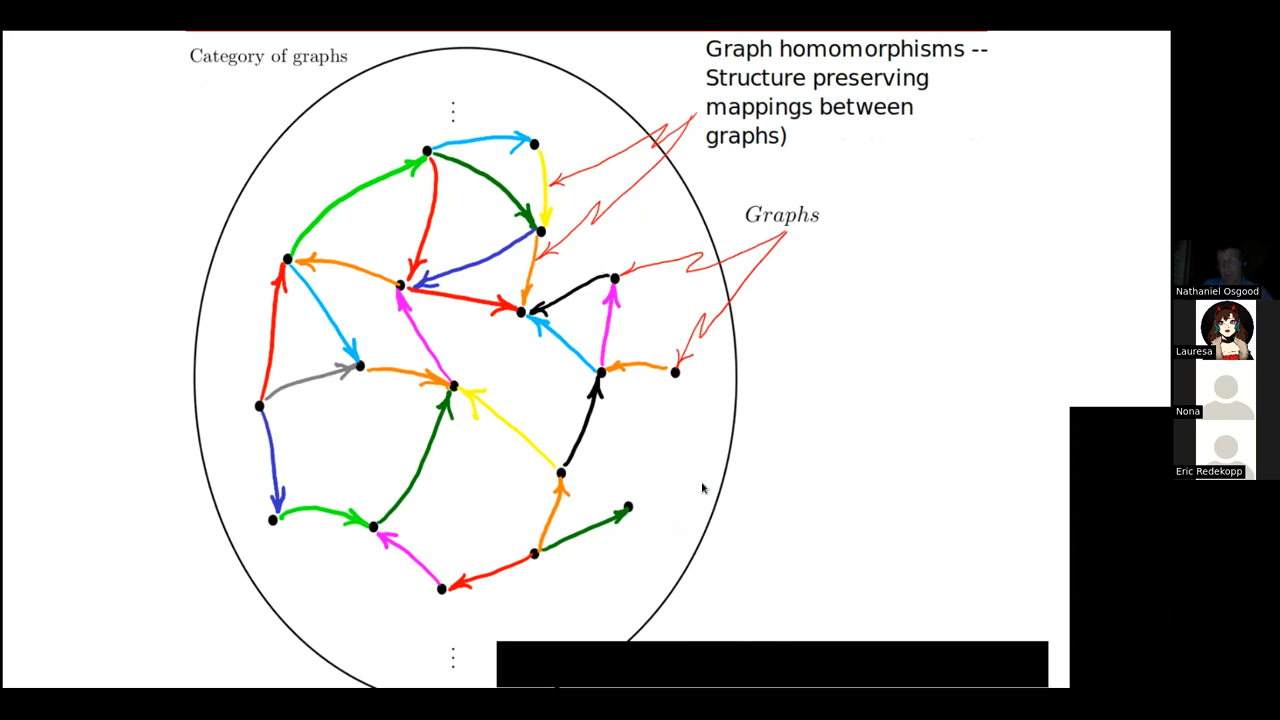 Category of graphs
Graph homomorphisms --
Structure preserving
mappings between
graphs)
Graphs
Nathaniel Osgood
Lauresa
Nona
Eric Redekopp